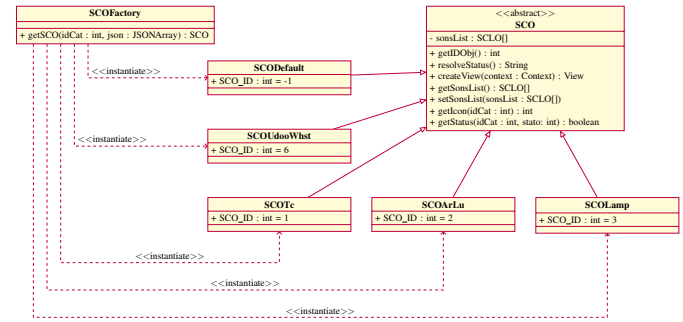 SCOFactory
+ getSCO(idCat : int, json : JSONArray) : SCO
<<abstract>>
SCO
- sonsList : SCLO[]
+ getIDObj() : int
+ resolveStatus() : String
+ createView(context : Context) : View
+ getSonsList() : SCLO[]
+ setSonsList(sonsList : SCLO[])
+ getIcon(idCat : int) : int
+ getStatus(idCat : int, stato: int) : boolean
<<instantiate>>
SCODefault
+ SCO_ID : int = -1
<<instantiate>>
SCOUdooWhst
+ SCO_ID : int = 6
SCOTc
+ SCO_ID : int = 1
SCOArLu
+ SCO_ID : int = 2
SCOLamp
+ SCO_ID : int = 3
<<instantiate>>
<<instantiate>>
<<instantiate>>